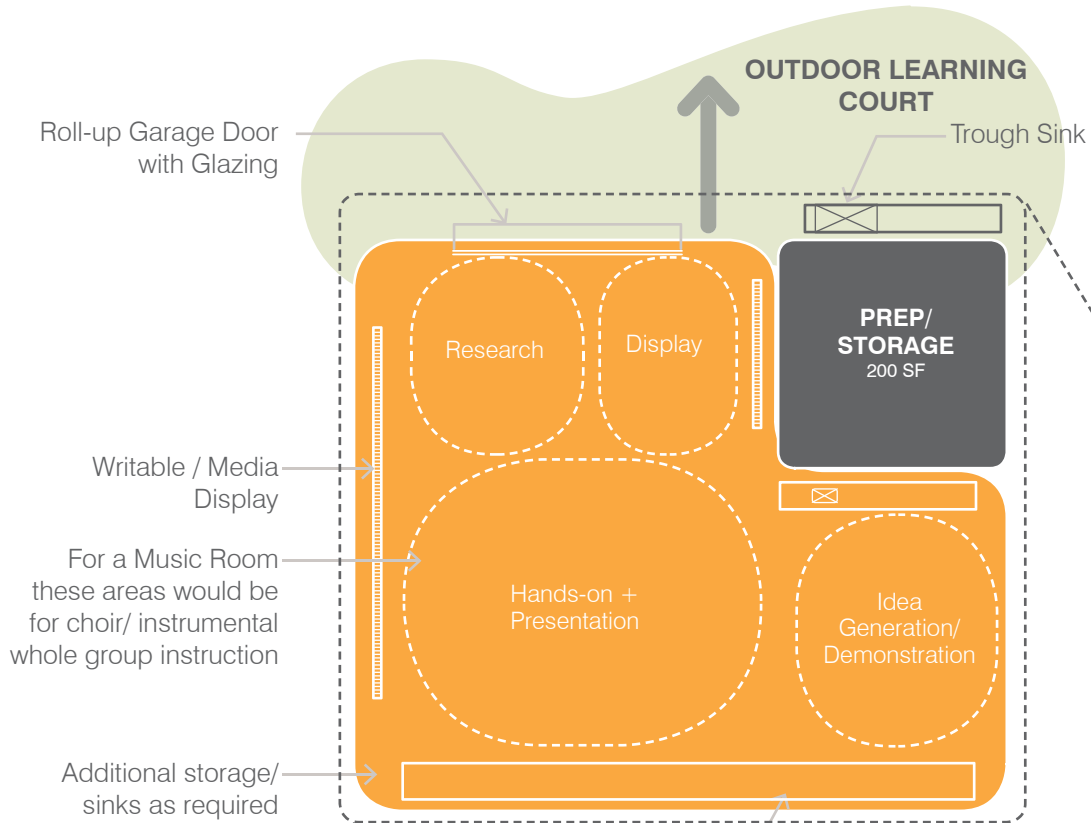 OUTDOOR LEARNING
COURT
Roll-up Garage Door
with Glazing
Trough Sink
PREP/
STORAGE
200 SF
Research
Display
Writable / Media
Display
For a Music Room
these areas would be
for choir/ instrumental
whole group instruction
Hands-on +
Presentation
Idea
Generation/
Demonstration
Additional storage/
sinks as required